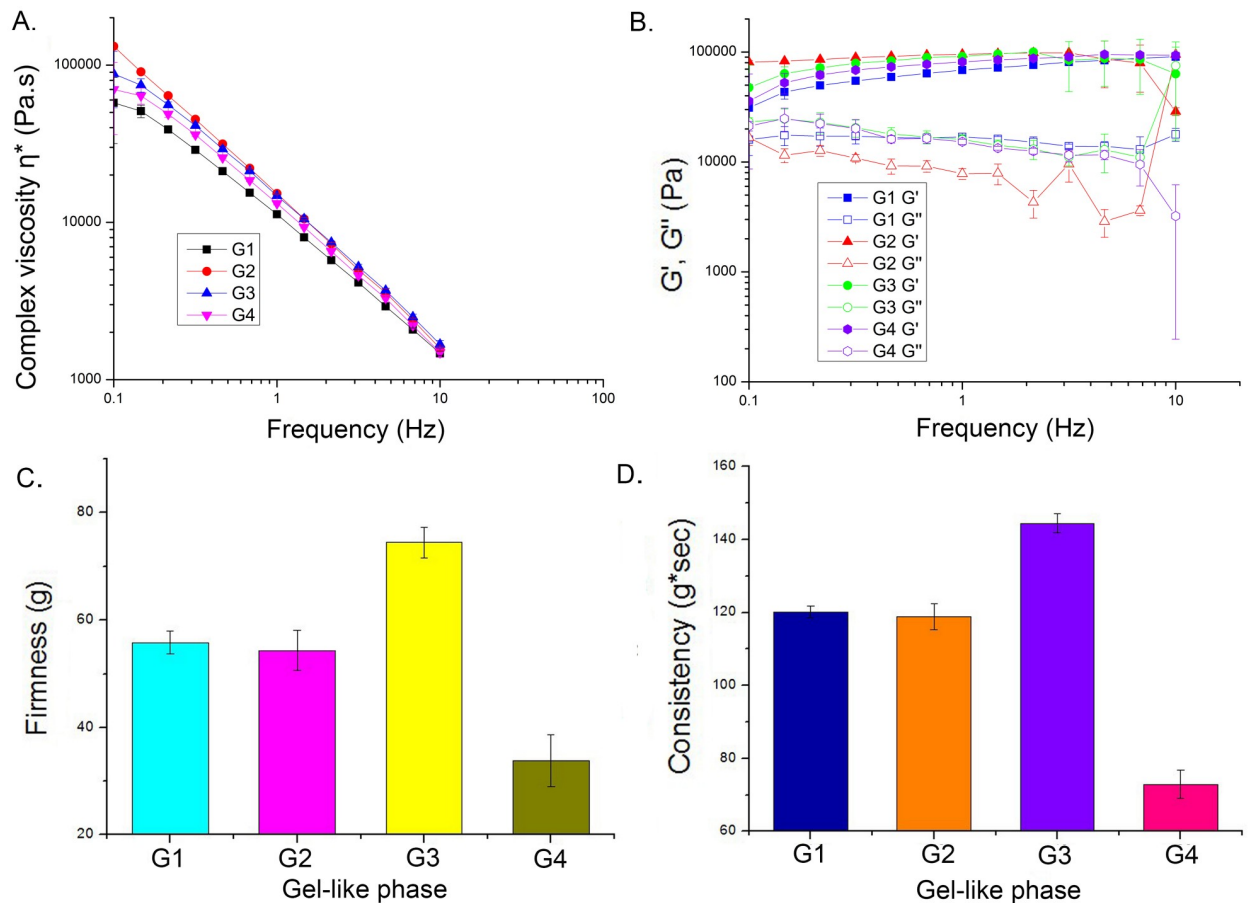 A.
Complex viscosity η* (Pa.s)
100000
10000
1000
G1
G2
G3
G4
0.1
1
10
100
Frequency (Hz)
B.
G', G" (Pa)
100000
10000
1000
100
G1 G'
G1 G"
G2 G'
G2 G"
G3 G'
G3 G"
G4 G'
G4 G"
0.1
1
10
Frequency (Hz)
C.
Firmness (g)
80
60
40
20
G1
G2
G3
G4
Gel-like phase
D.
Consistency (g*sec)
160
140
120
100
80
60
G1
G2
G3
G4
Gel-like phase